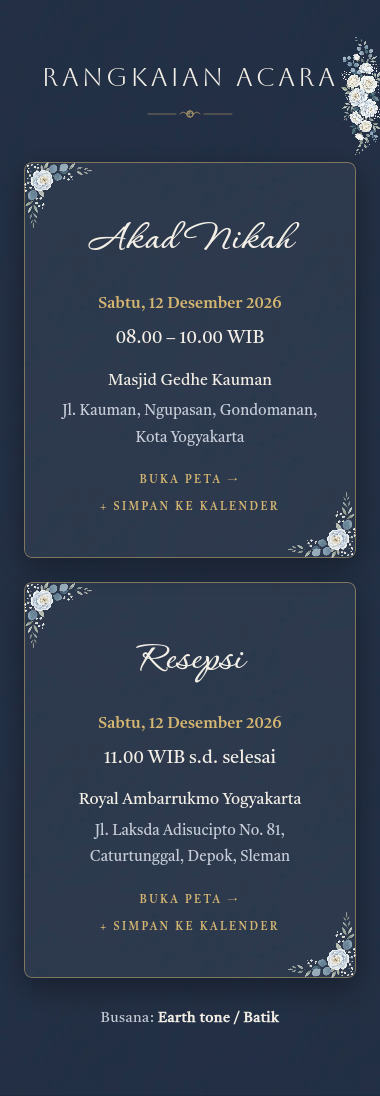 RANGKAIAN ACARA
Akad Nikah
Sabtu, 12 Desember 2026
08.00 – 10.00 WIB
Masjid Gedhe Kauman
Jl. Kauman, Ngupasan, Gondomanan,
Kota Yogyakarta
BUKA PETA →
+ SIMPAN KE KALENDER
Resepsi
Sabtu, 12 Desember 2026
11.00 WIB s.d. selesai
Royal Ambarrukmo Yogyakarta
Jl. Laksda Adisucipto No. 81,
Caturtunggal, Depok, Sleman
BUKA PETA →
+ SIMPAN KE KALENDER
Busana: Earth tone / Batik